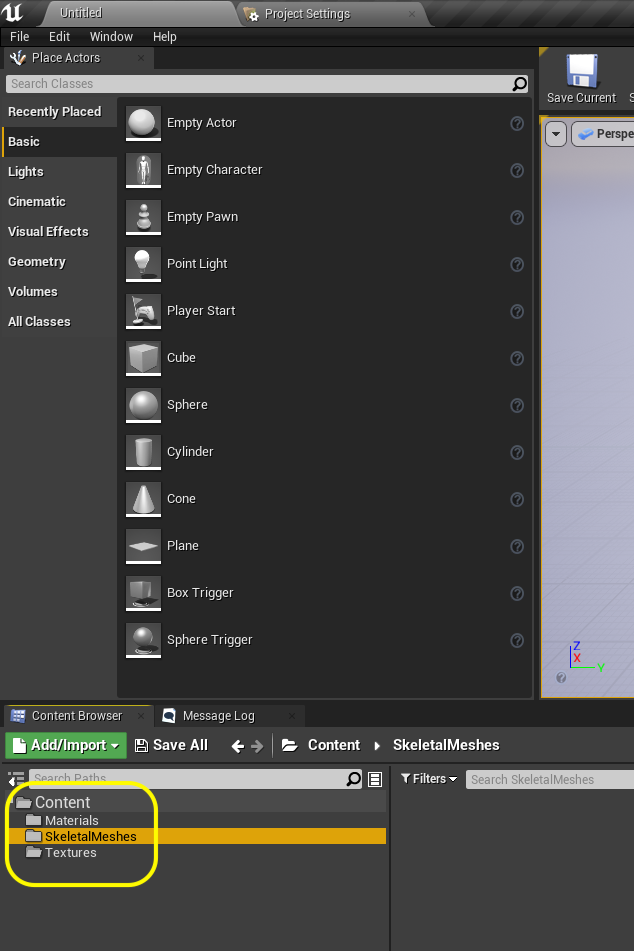 Untitled
Project Settings
File Edit Window Help
Place Actors
Search Classes
Recently Placed
Basic
Lights
Cinematic
Visual Effects
Geometry
Volumes
All Classes
Empty Actor
Empty Character
Empty Pawn
Point Light
Player Start
Cube
Sphere
Cylinder
Cone
Plane
Box Trigger
Sphere Trigger
Save Current
Perspe
Z
X
Y
Content Browser
Message Log
Add/Import Save All Content SkeletalMeshes
Search Paths
Filters Search SkeletalMeshes
Content
Materials
SkeletalMeshes
Textures